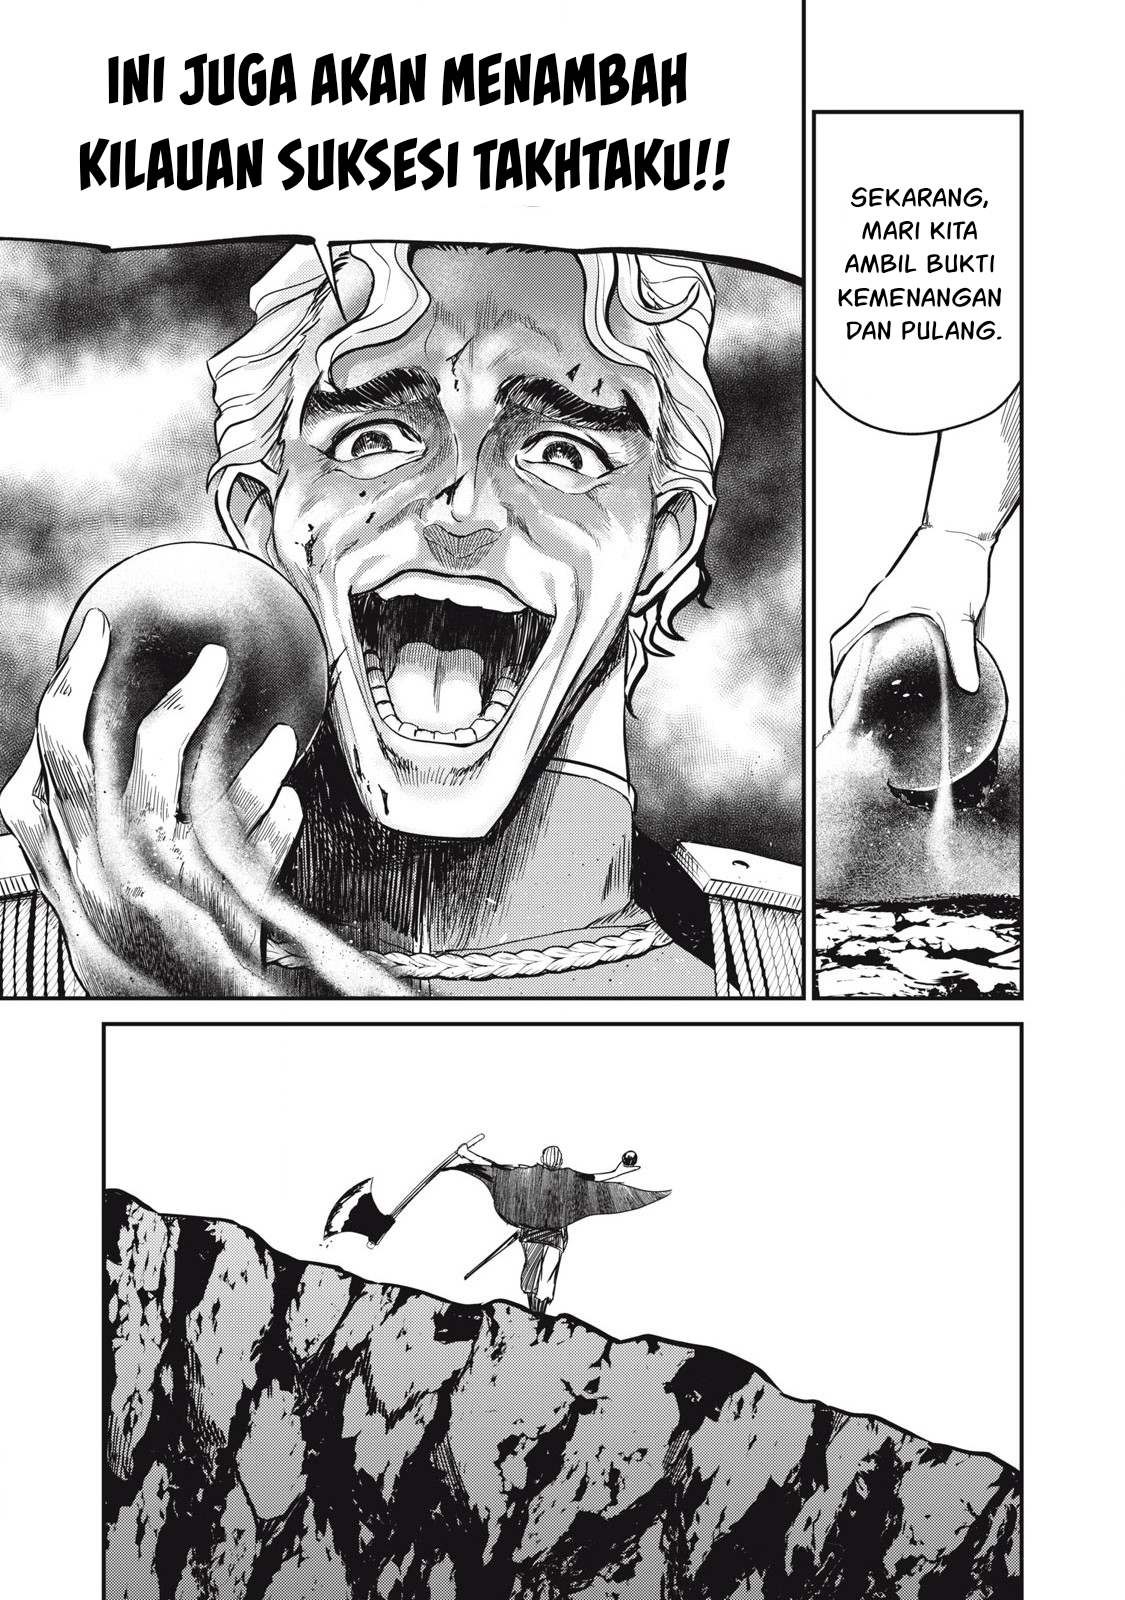 SEKARANG,
MARI KITA
AMBIL BUKTI
KEMENANGAN
DAN PULANG.
INI JUGA AKAN MENAMBAH
KILAUAN SUKSESI TAKHTAKU!!